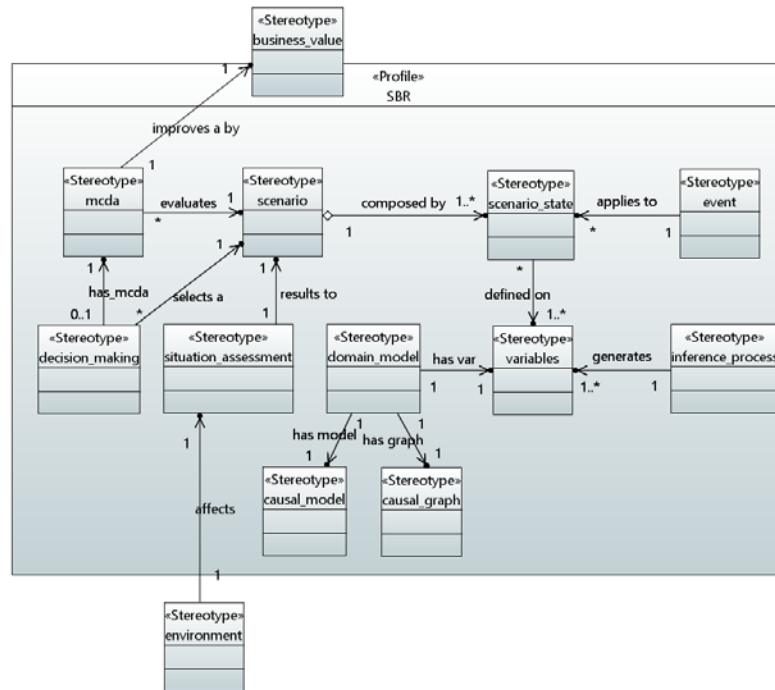 «Stereotype»
business_value
«Profile»
SBR
1
improves a by
1
«Stereotype»
mcda
evaluates
1
*
«Stereotype»
scenario
composed by
1..*
1
«Stereotype»
scenario_state
applies to
*
1
«Stereotype»
event
1
has_mcda
0..1
1
selects a
*
1
results to
1
*
defined on
1..*
«Stereotype»
decision_making
«Stereotype»
situation_assessment
«Stereotype»
domain_model
has var
1
1
«Stereotype»
variables
generates
1..*
1
«Stereotype»
inference_process
1
has model
1
1
has graph
1
«Stereotype»
causal_model
«Stereotype»
causal_graph
1
affects
1
«Stereotype»
environment